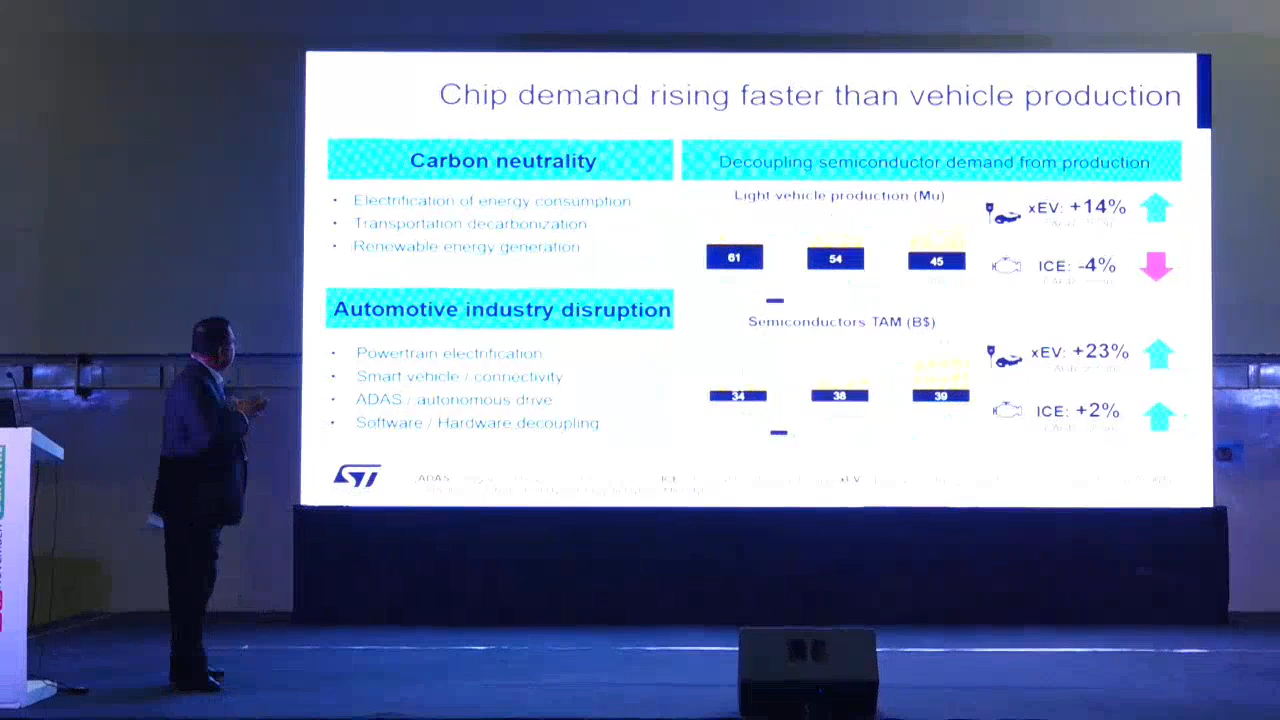 Chip demand rising faster than vehicle production
Carbon neutrality
• Electrification of energy consumption
• Transportation decarbonization
• Renewable energy generation
Automotive industry disruption
• Powertrain electrification
• Smart vehicle / connectivity
• ADAS / autonomous drive
• Software / Hardware decoupling
Decoupling semiconductor demand from production
Light vehicle production (Mu)
61 54 45
xEV: +14%
ICE: -4%
Semiconductors TAM (B$)
34 38 39
xEV: +23%
ICE: +2%
ST
ADAS